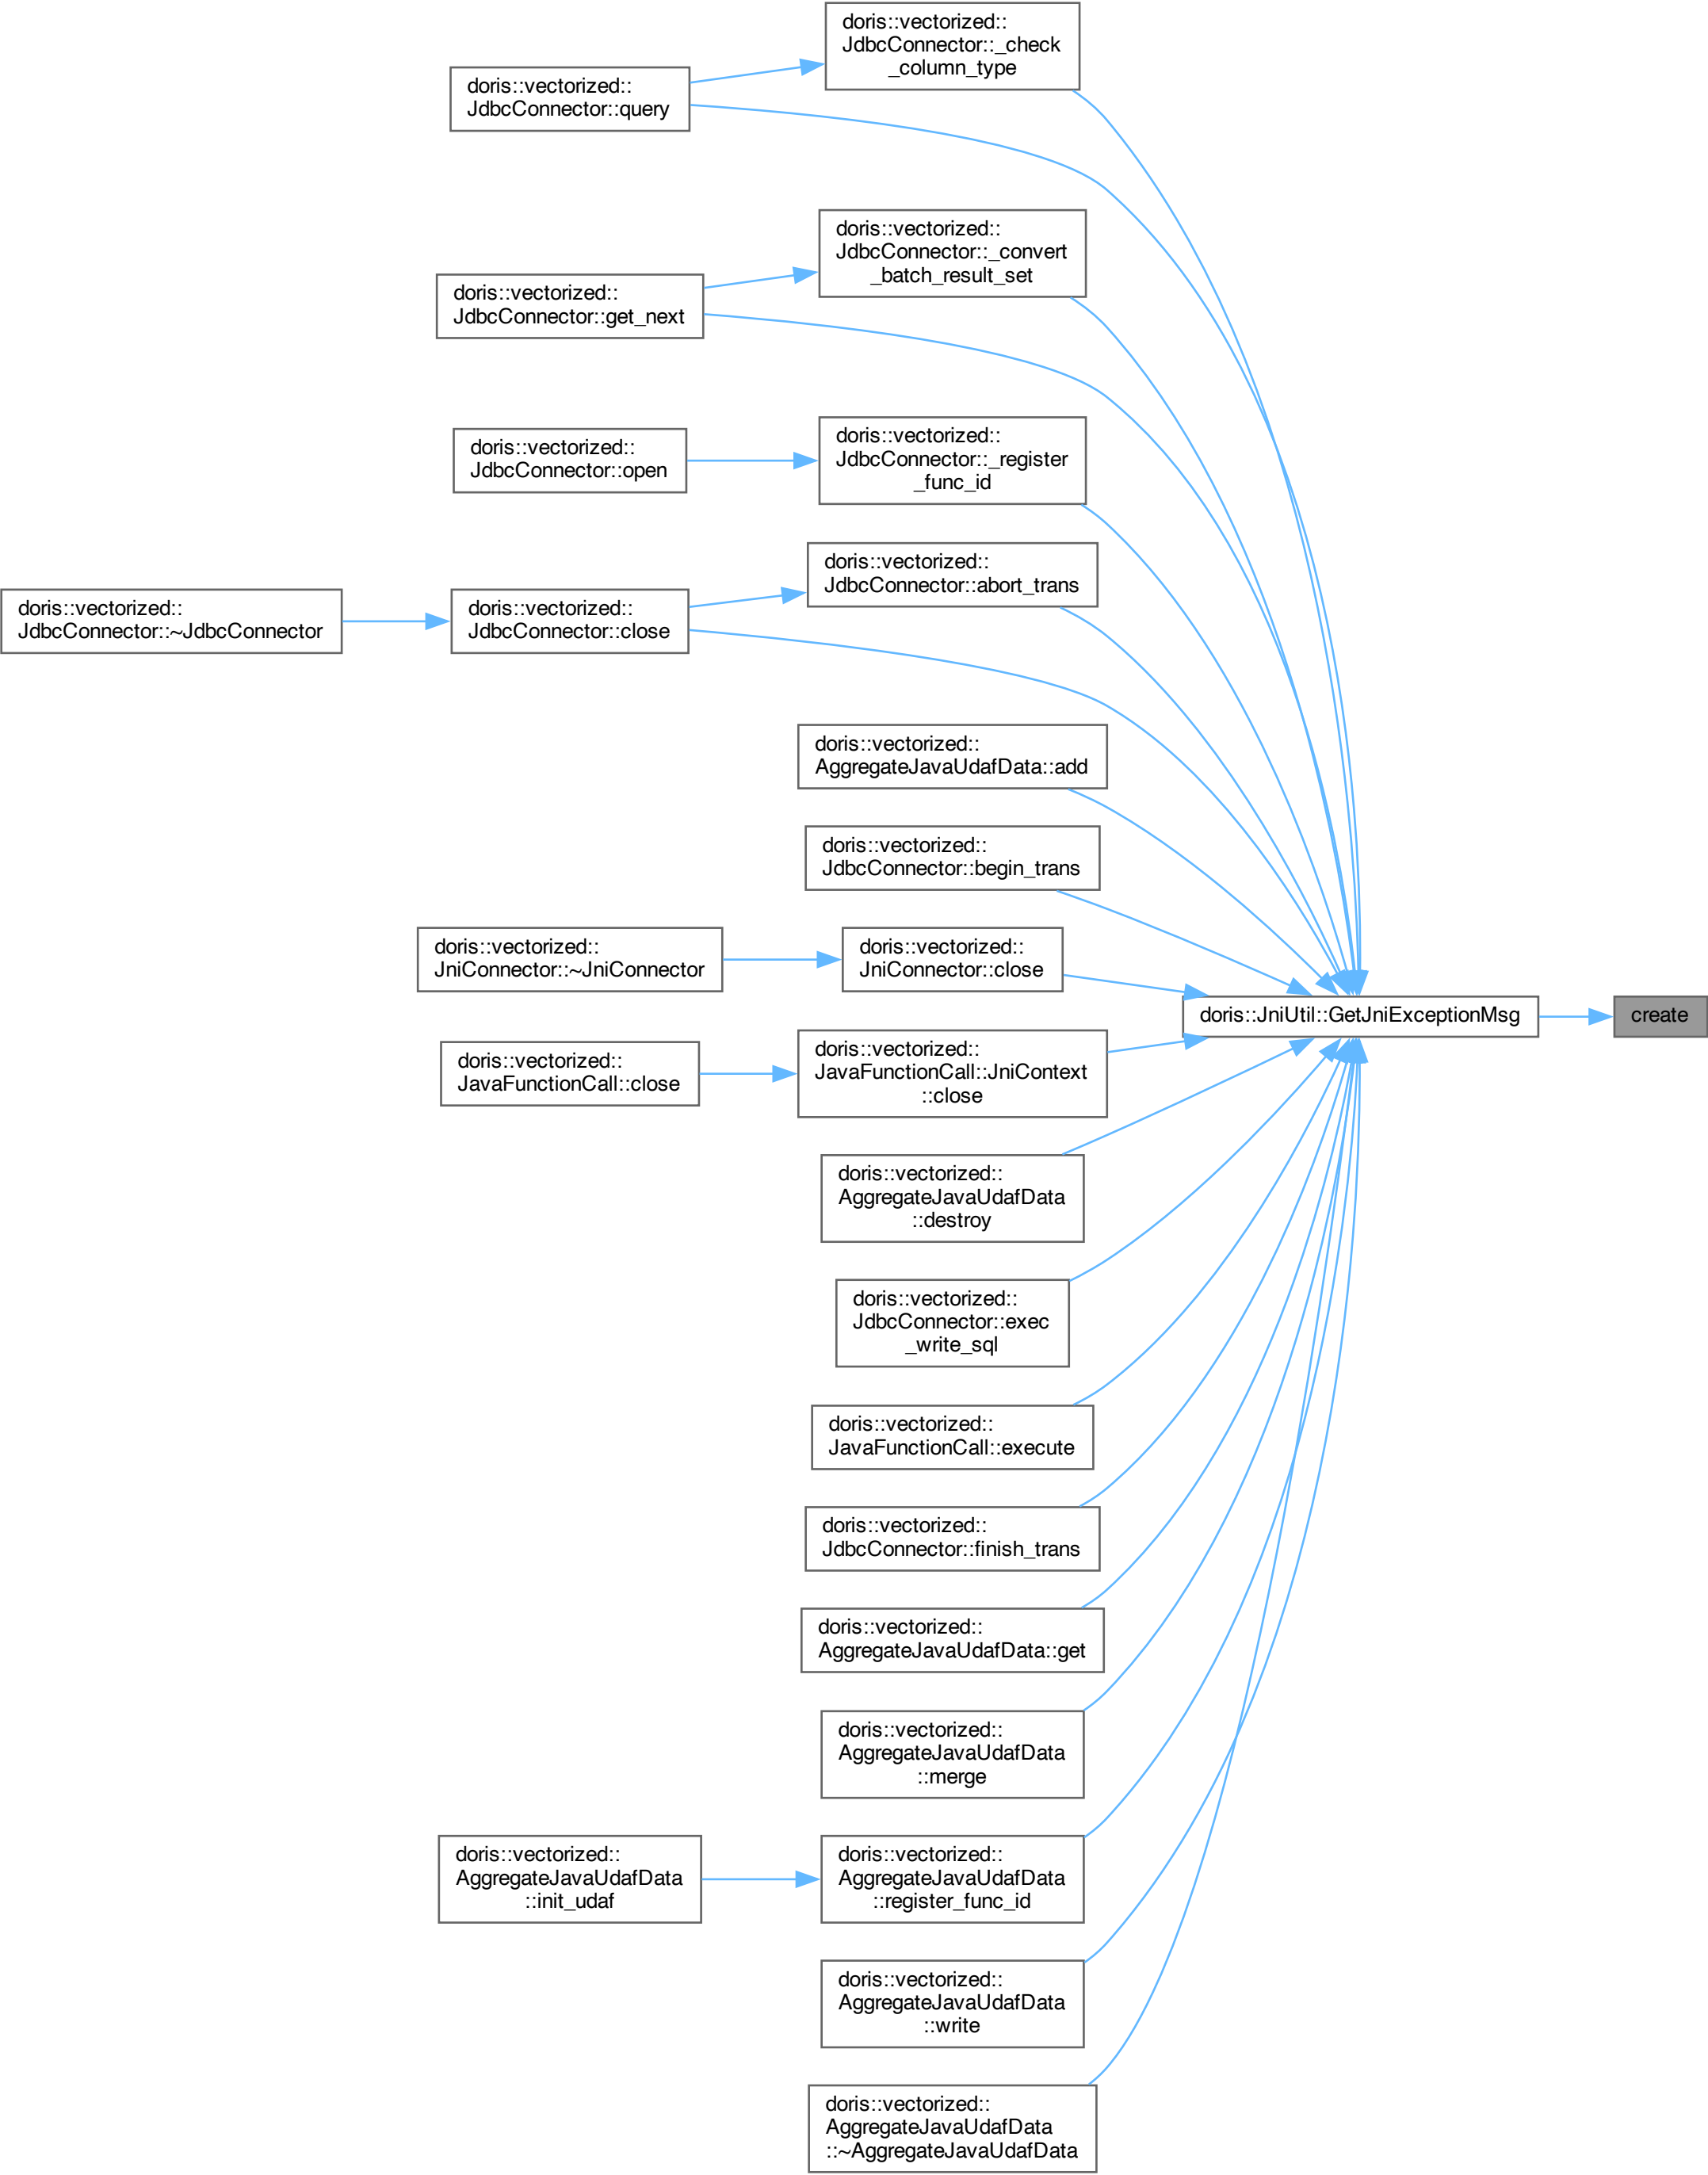 doris::vectorized::
JdbcConnector::_check
_column_type
doris::vectorized::
JdbcConnector::query
doris::vectorized::
JdbcConnector::_convert
_batch_result_set
doris::vectorized::
JdbcConnector::get_next
doris::vectorized::
JdbcConnector::_register
_func_id
doris::vectorized::
JdbcConnector::open
doris::vectorized::
JdbcConnector::abort_trans
doris::vectorized::
JdbcConnector::close
doris::vectorized::
JdbcConnector::~JdbcConnector
doris::vectorized::
AggregateJavaUdafData::add
doris::vectorized::
JdbcConnector::begin_trans
doris::vectorized::
JniConnector::close
doris::vectorized::
JniConnector::~JniConnector
doris::JniUtil::GetJniExceptionMsg
create
doris::vectorized::
JavaFunctionCall::JniContext
::close
doris::vectorized::
JavaFunctionCall::close
doris::vectorized::
AggregateJavaUdafData
::destroy
doris::vectorized::
JdbcConnector::exec
_write_sql
doris::vectorized::
JavaFunctionCall::execute
doris::vectorized::
JdbcConnector::finish_trans
doris::vectorized::
AggregateJavaUdafData::get
doris::vectorized::
AggregateJavaUdafData
::merge
doris::vectorized::
AggregateJavaUdafData
::register_func_id
doris::vectorized::
AggregateJavaUdafData
::init_udaf
doris::vectorized::
AggregateJavaUdafData
::write
doris::vectorized::
AggregateJavaUdafData
::~AggregateJavaUdafData